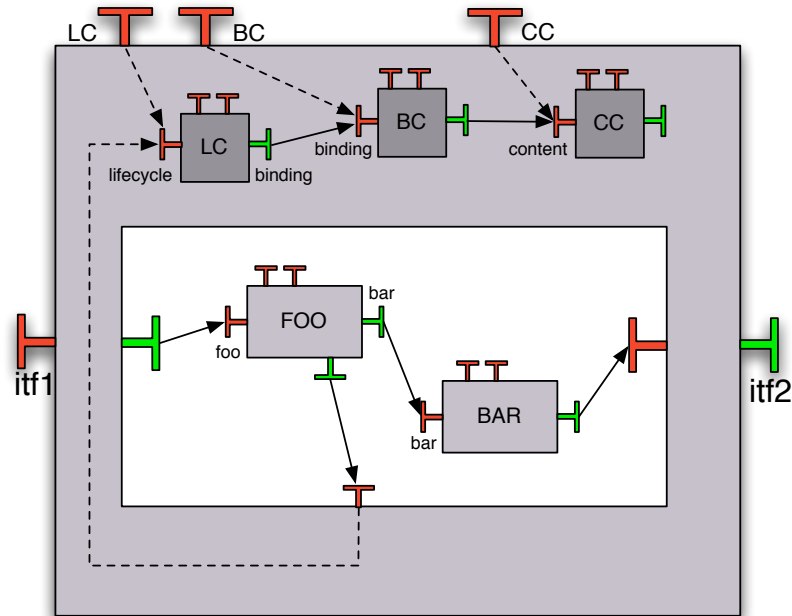 LC
BC
CC
LC
BC
CC
lifecycle
binding
binding
content
FOO
bar
foo
BAR
bar
itf1
itf2